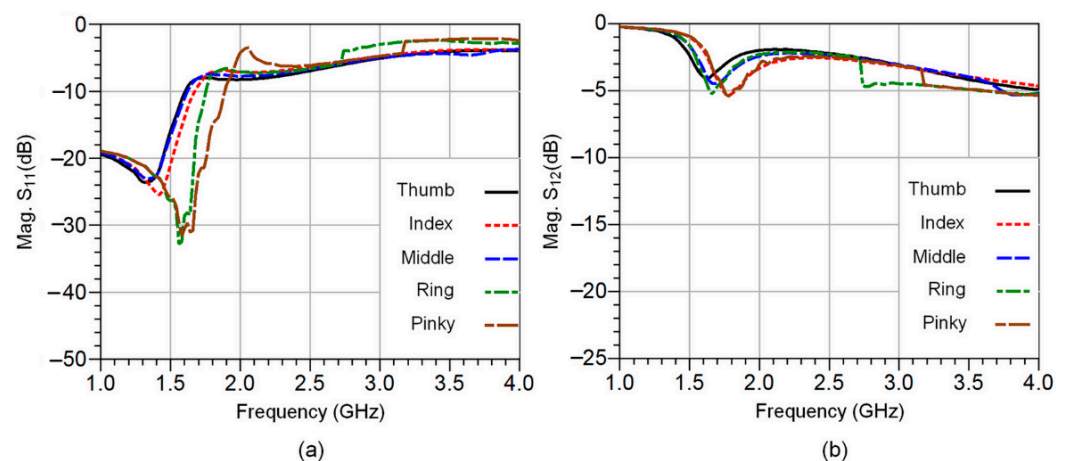 0
−10
−20
−30
−40
−50
Mag. S₁₁(dB)
Thumb
Index
Middle
Ring
Pinky
1.0 1.5 2.0 2.5 3.0 3.5 4.0
Frequency (GHz)
(a)
0
−5
−10
−15
−20
−25
Mag. S₁₂(dB)
Thumb
Index
Middle
Ring
Pinky
1.0 1.5 2.0 2.5 3.0 3.5 4.0
Frequency (GHz)
(b)